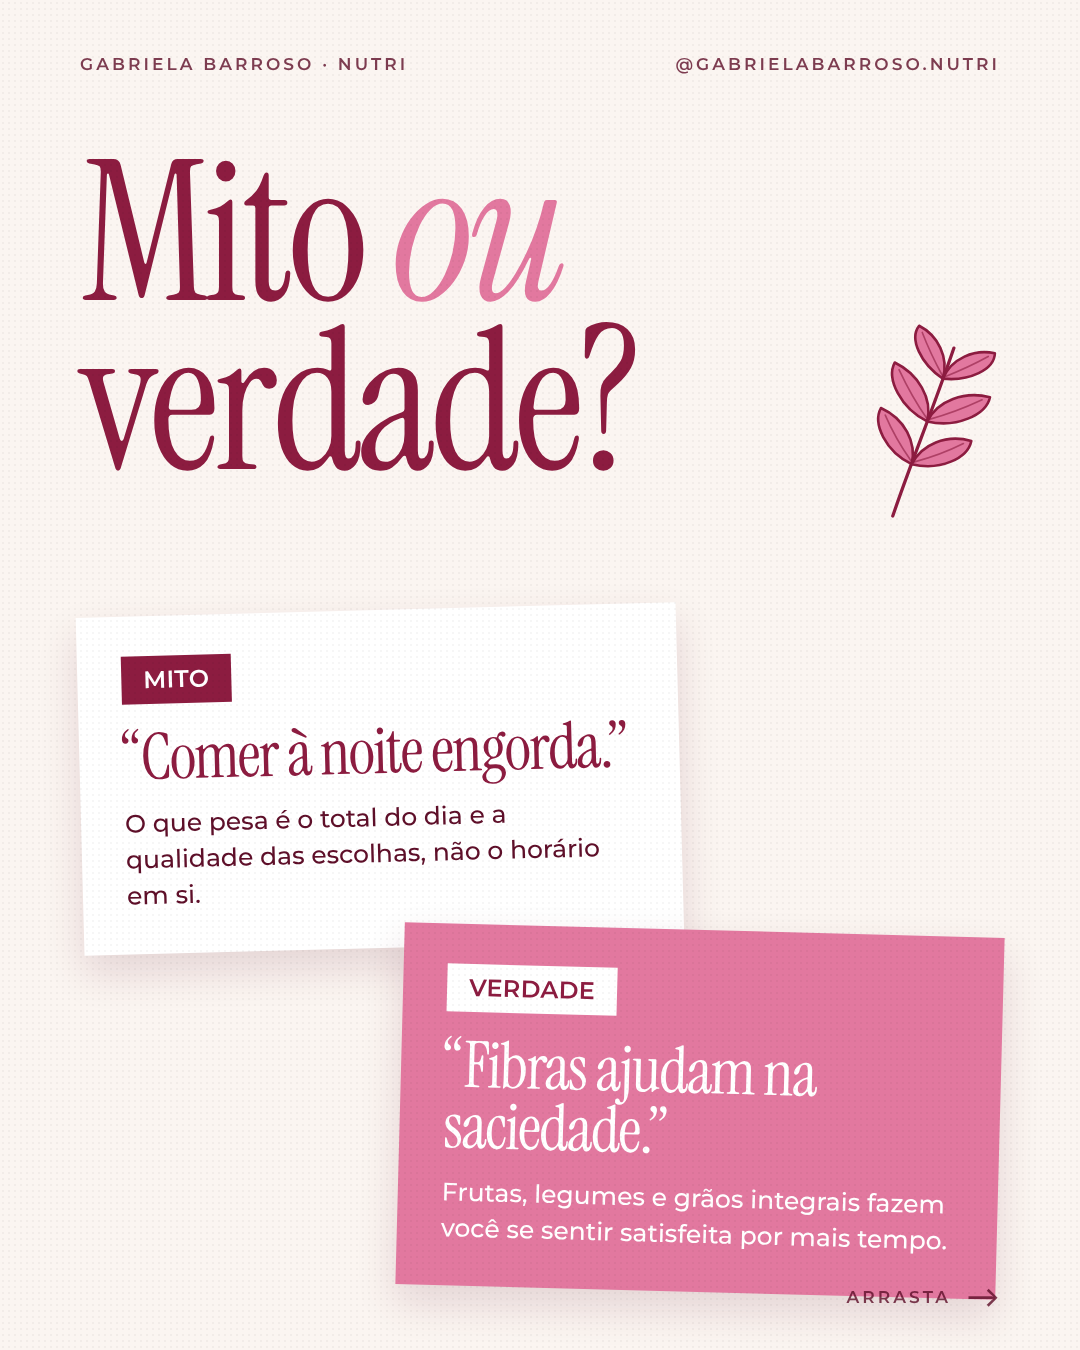 GABRIELA BARROSO · NUTRI
@GABRIELABARROSO.NUTRI
Mito ou
verdade?
MITO
“Comer à noite engorda.”
O que pesa é o total do dia e a
qualidade das escolhas, não o horário
em si.
VERDADE
“Fibras ajudam na
saciedade.”
Frutas, legumes e grãos integrais fazem
você se sentir satisfeita por mais tempo.
ARRASTA →